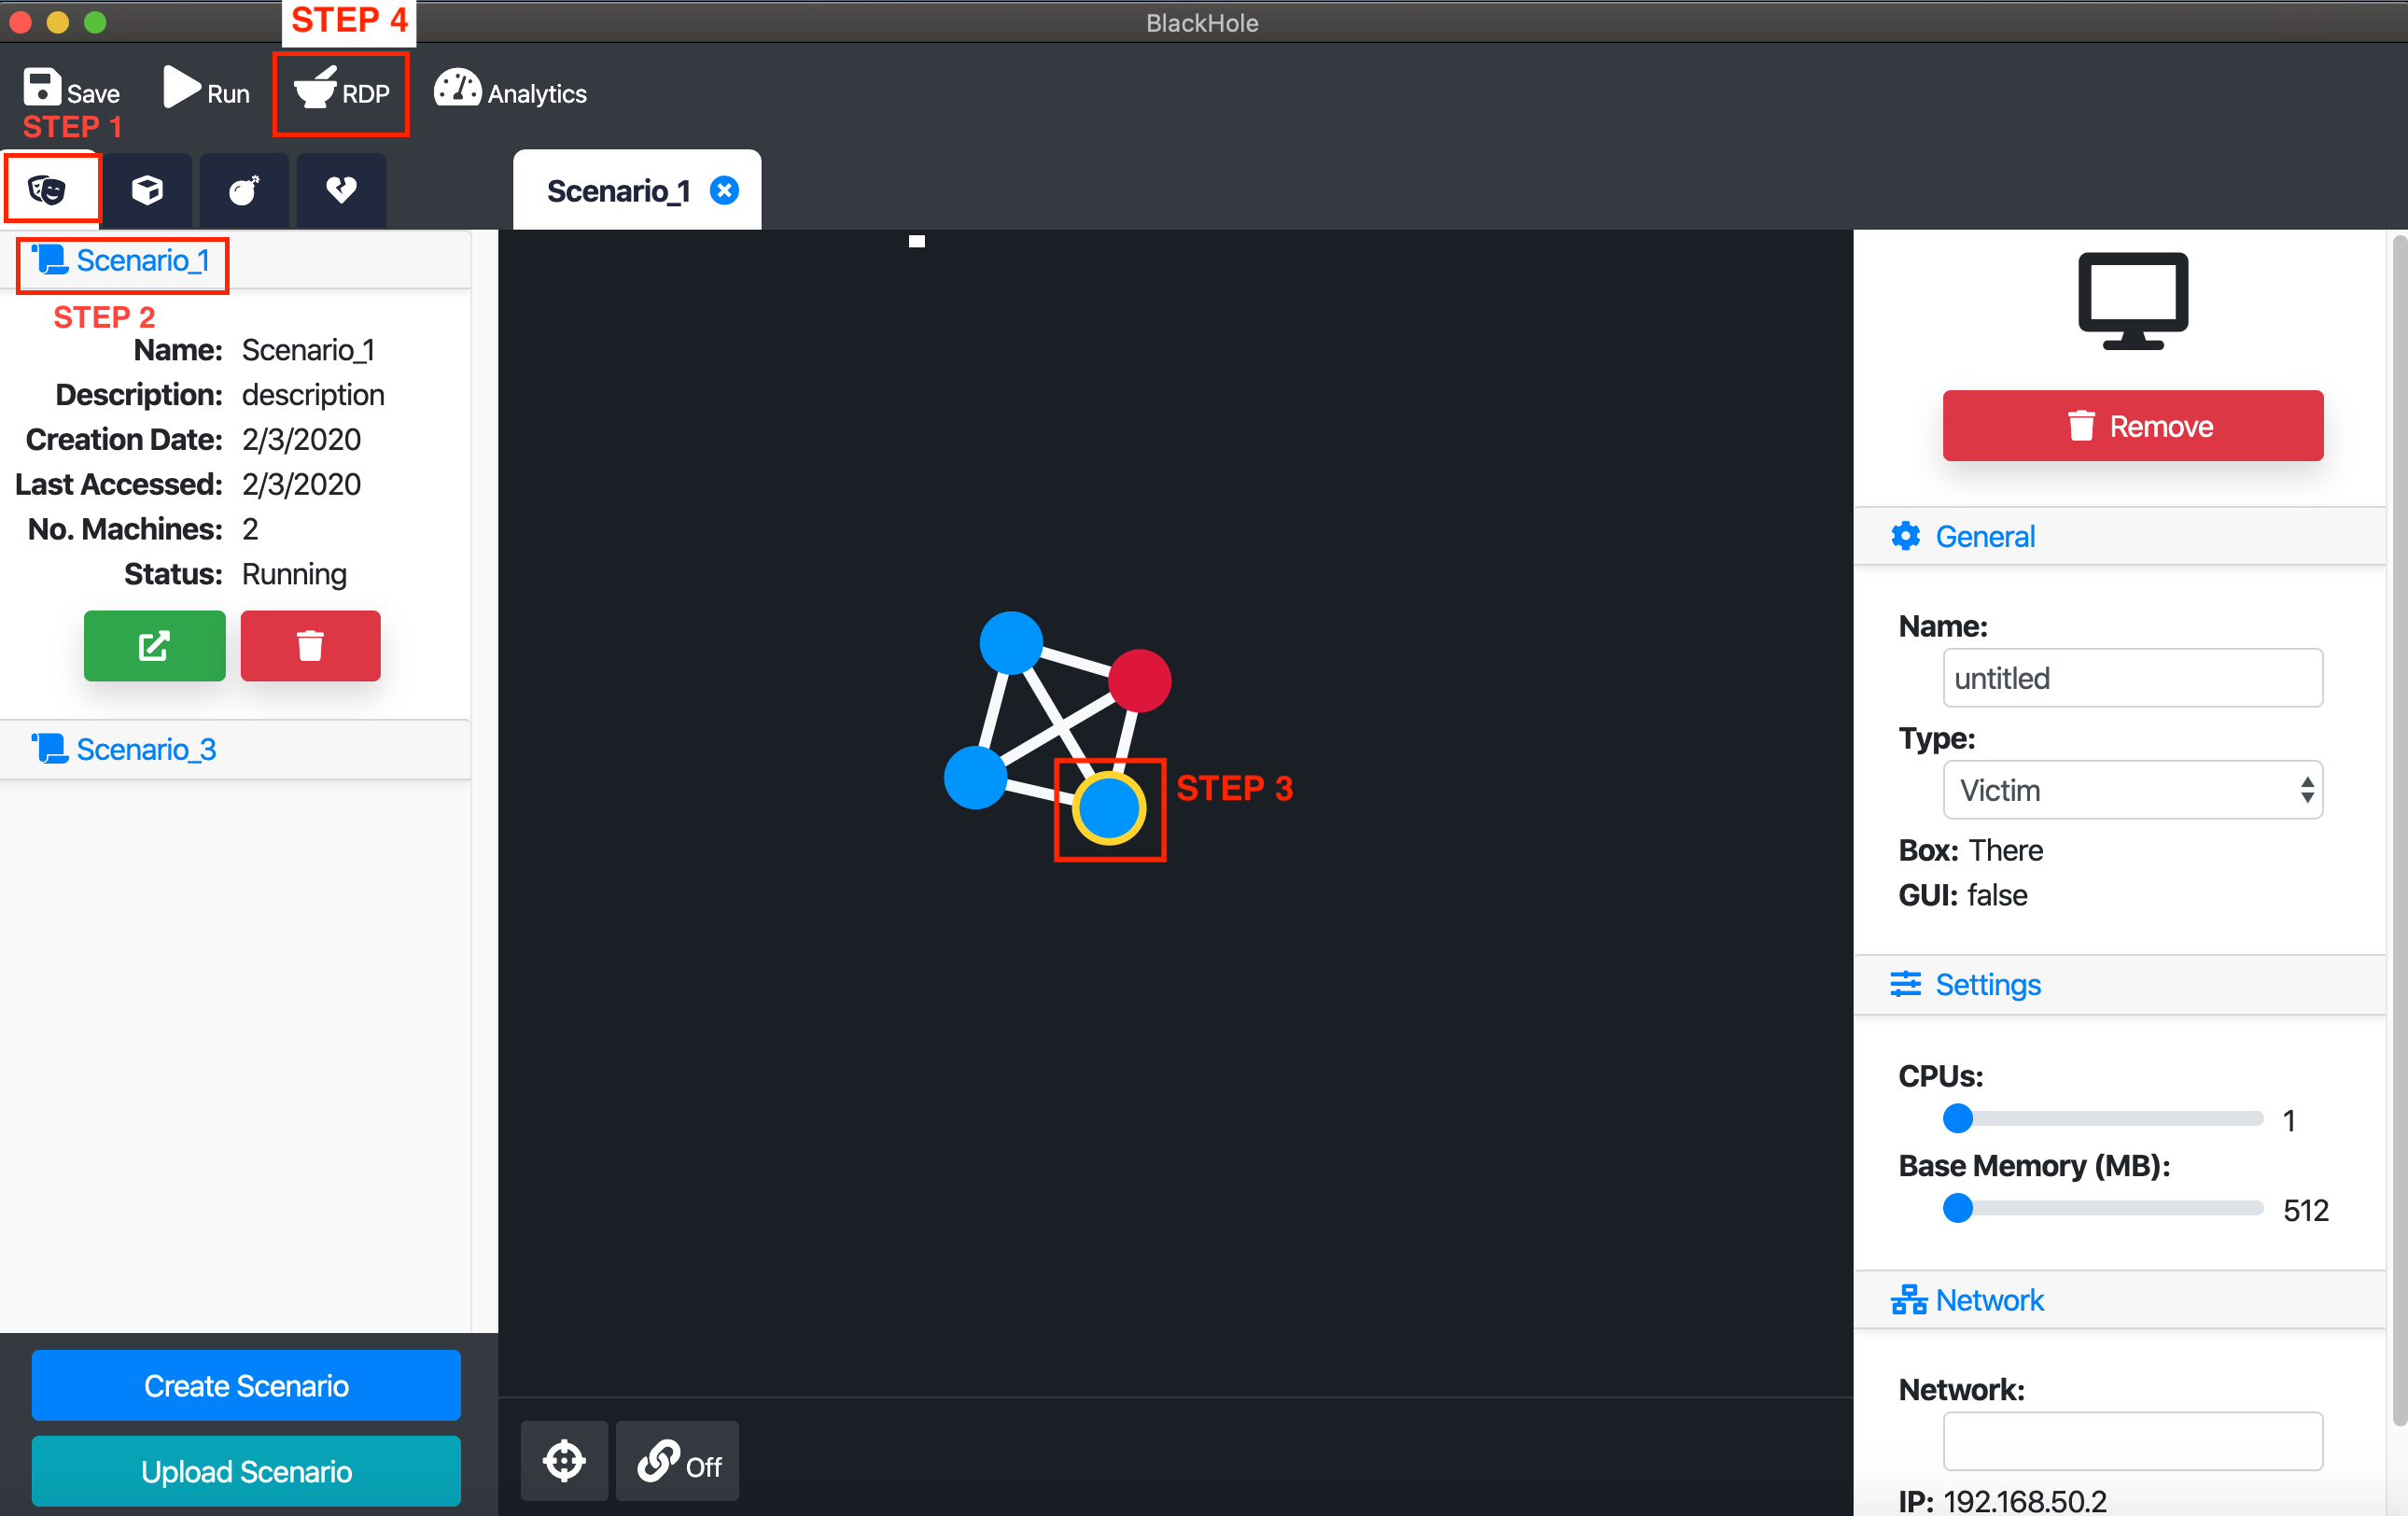 STEP 4
BlackHole
Save
Run
RDP
Analytics
STEP 1
Scenario_1
Scenario_1
STEP 2
Name: Scenario_1
Description: description
Creation Date: 2/3/2020
Last Accessed: 2/3/2020
No. Machines: 2
Status: Running
Scenario_3
Create Scenario
Upload Scenario
STEP 3
Off
Remove
General
Name:
untitled
Type:
Victim
Box: There
GUI: false
Settings
CPUs:
1
Base Memory (MB):
512
Network
Network:
IP: 192.168.50.2